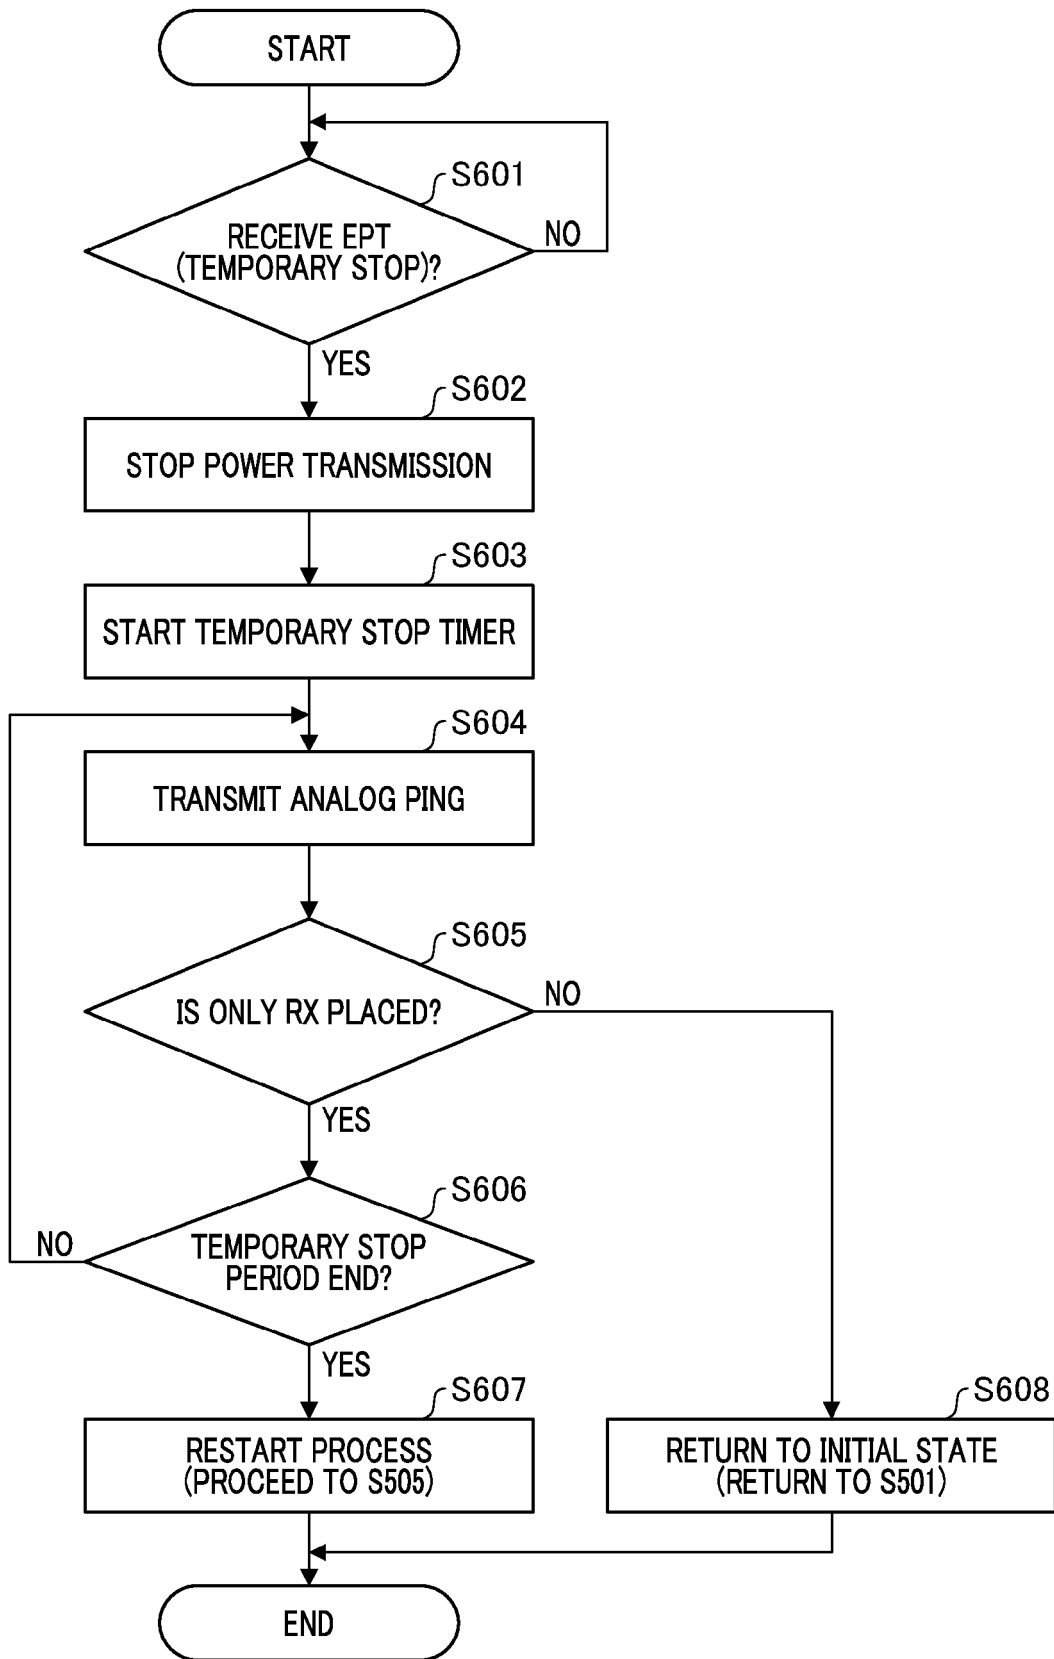 START
S601
RECEIVE EPT
(TEMPORARY STOP)?
NO
YES
S602
STOP POWER TRANSMISSION
S603
START TEMPORARY STOP TIMER
S604
TRANSMIT ANALOG PING
S605
IS ONLY RX PLACED?
NO
YES
S606
TEMPORARY STOP
PERIOD END?
NO
YES
S607
RESTART PROCESS
(PROCEED TO S505)
S608
RETURN TO INITIAL STATE
(RETURN TO S501)
END